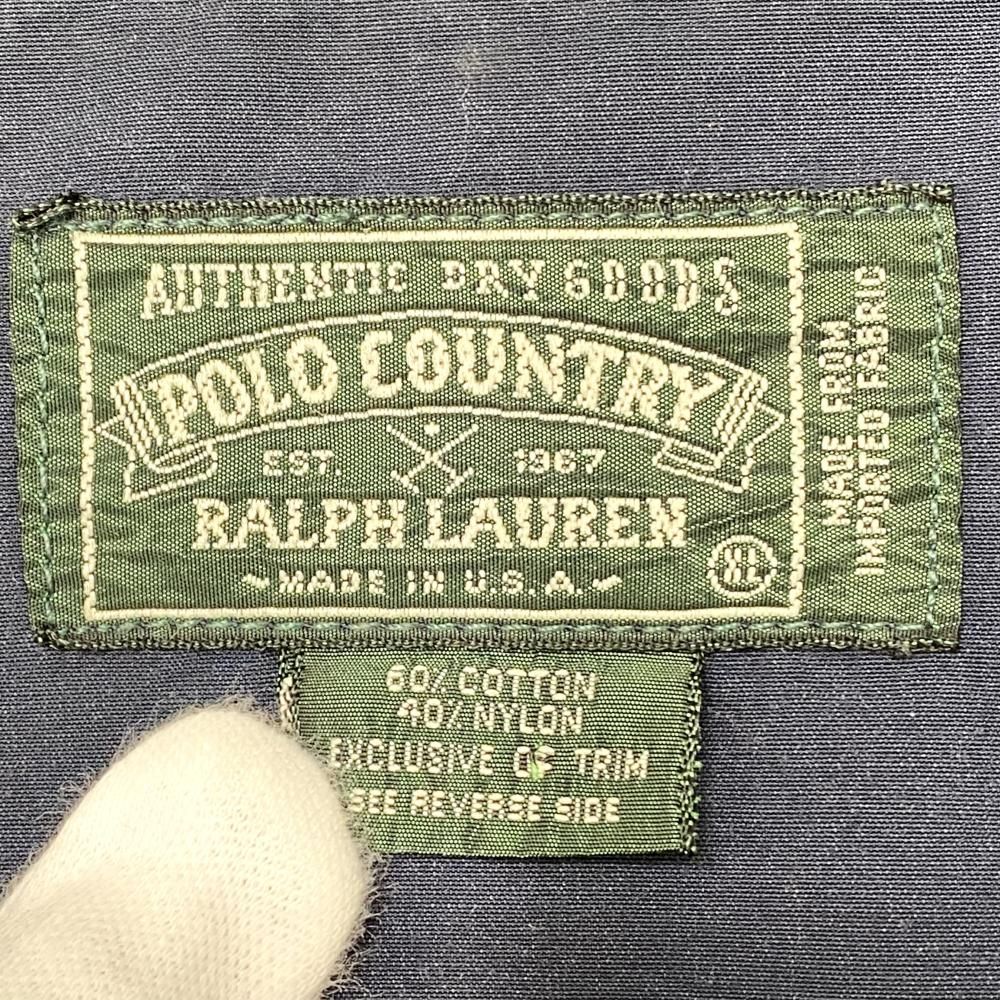 AUTHENTIC DRY GOODS
POLO COUNTRY
EST. 1967
RALPH LAUREN
XL
~MADE IN U.S.A.~
MADE FROM
IMPORTED FABRIC
60% COTTON
40% NYLON
EXCLUSIVE OF TRIM
SEE REVERSE SIDE